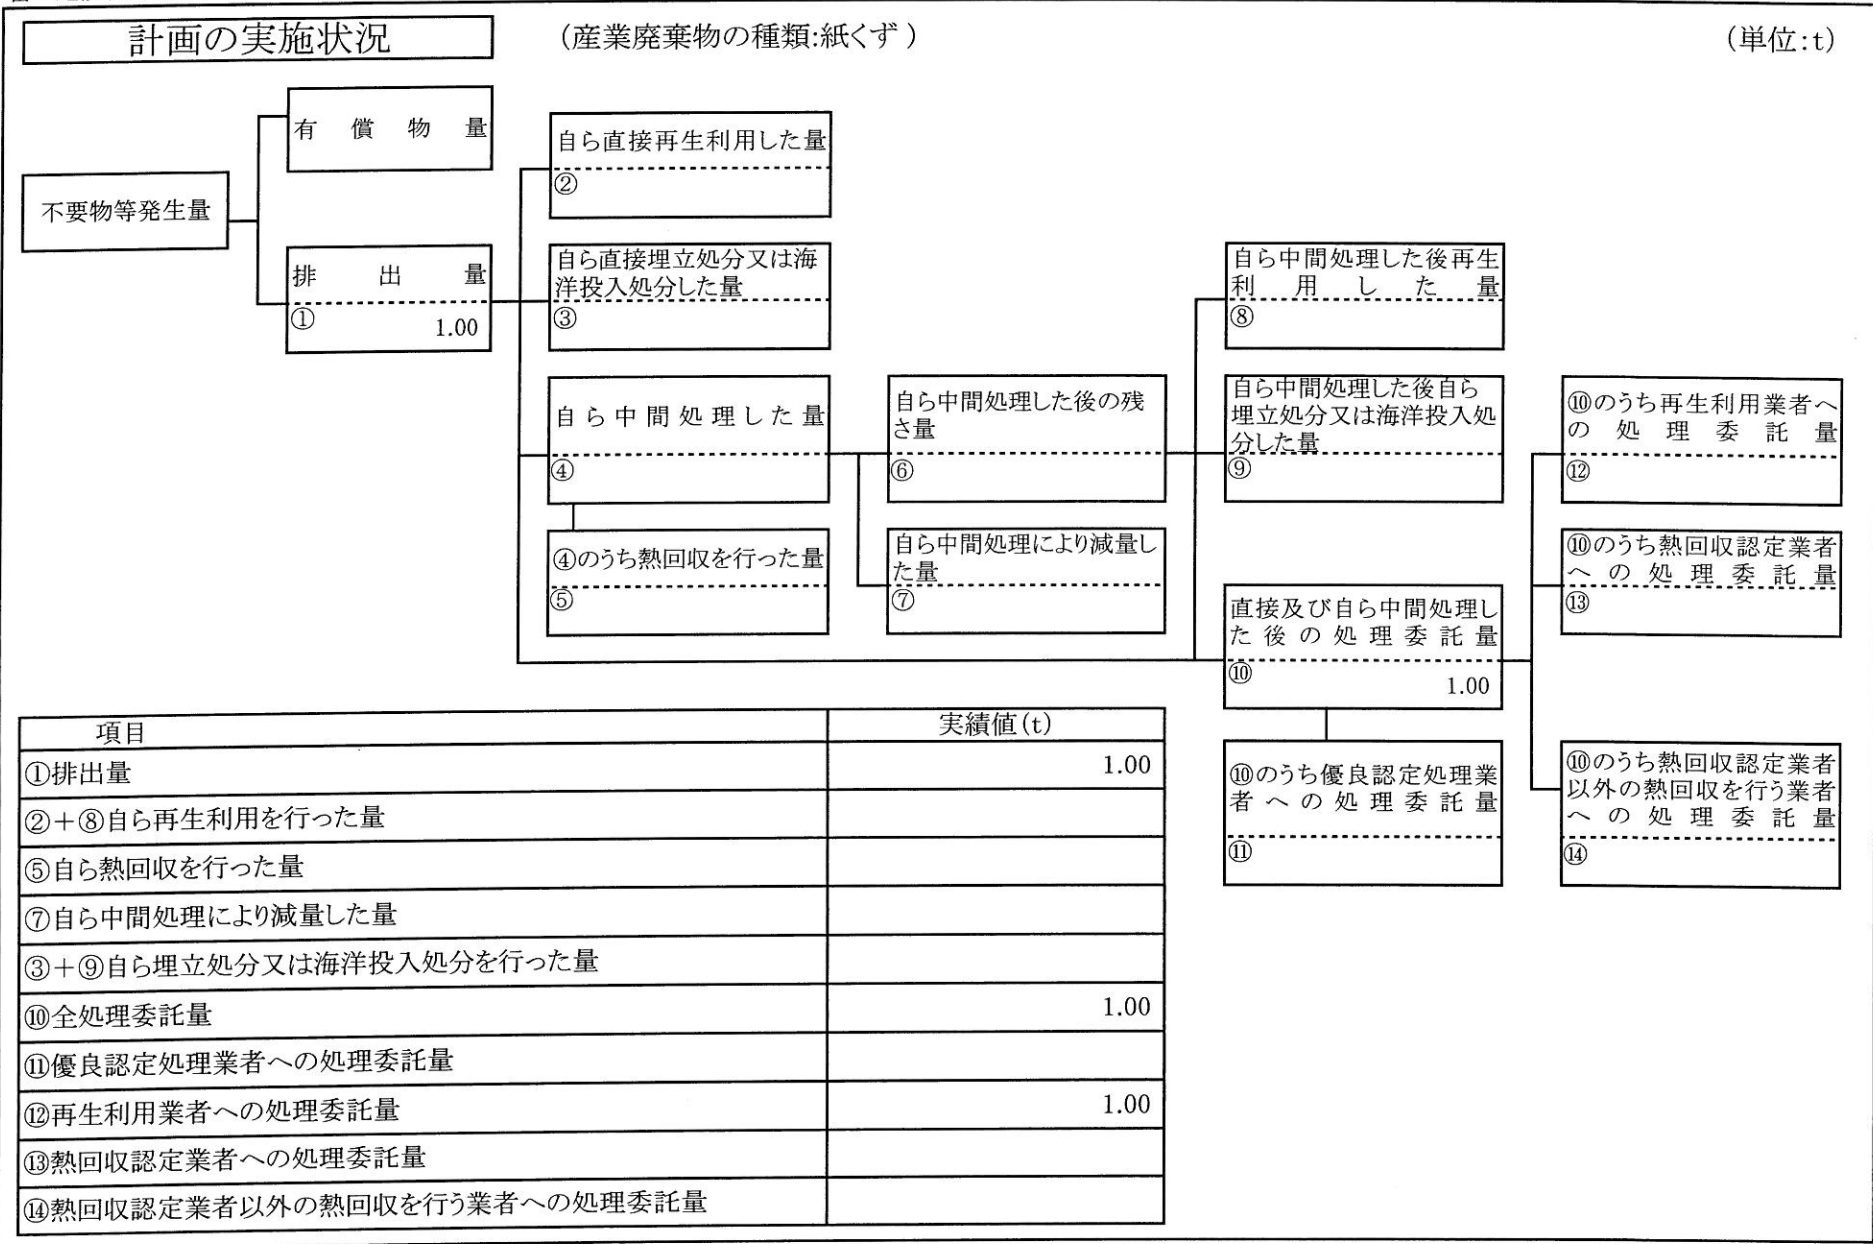 計画の実施状況
(産業廃棄物の種類:紙くず)
(単位:t)
不要物等発生量
有償物量
排出量
①
1.00
自ら直接再生利用した量
②
自ら直接埋立処分又は海
洋投入処分した量
③
自ら中間処理した量
④
④のうち熱回収を行った量
⑤
自ら中間処理した後の残
さ量
⑥
自ら中間処理により減量し
た量
⑦
自ら中間処理した後再生
利用した量
⑧
自ら中間処理した後自ら
埋立処分又は海洋投入処
分した量
⑨
直接及び自ら中間処理し
た後の処理委託量
⑩
1.00
⑩のうち優良認定処理業
者への処理委託量
⑪
⑩のうち再生利用業者へ
の処理委託量
⑫
⑩のうち熱回収認定業者
への処理委託量
⑬
⑩のうち熱回収認定業者
以外の熱回収を行う業者
への処理委託量
⑭
項目 実績値(t)
①排出量 1.00
②+⑧自ら再生利用を行った量
⑤自ら熱回収を行った量
⑦自ら中間処理により減量した量
③+⑨自ら埋立処分又は海洋投入処分を行った量
⑩全処理委託量 1.00
⑪優良認定処理業者への処理委託量
⑫再生利用業者への処理委託量 1.00
⑬熱回収認定業者への処理委託量
⑭熱回収認定業者以外の熱回収を行う業者への処理委託量